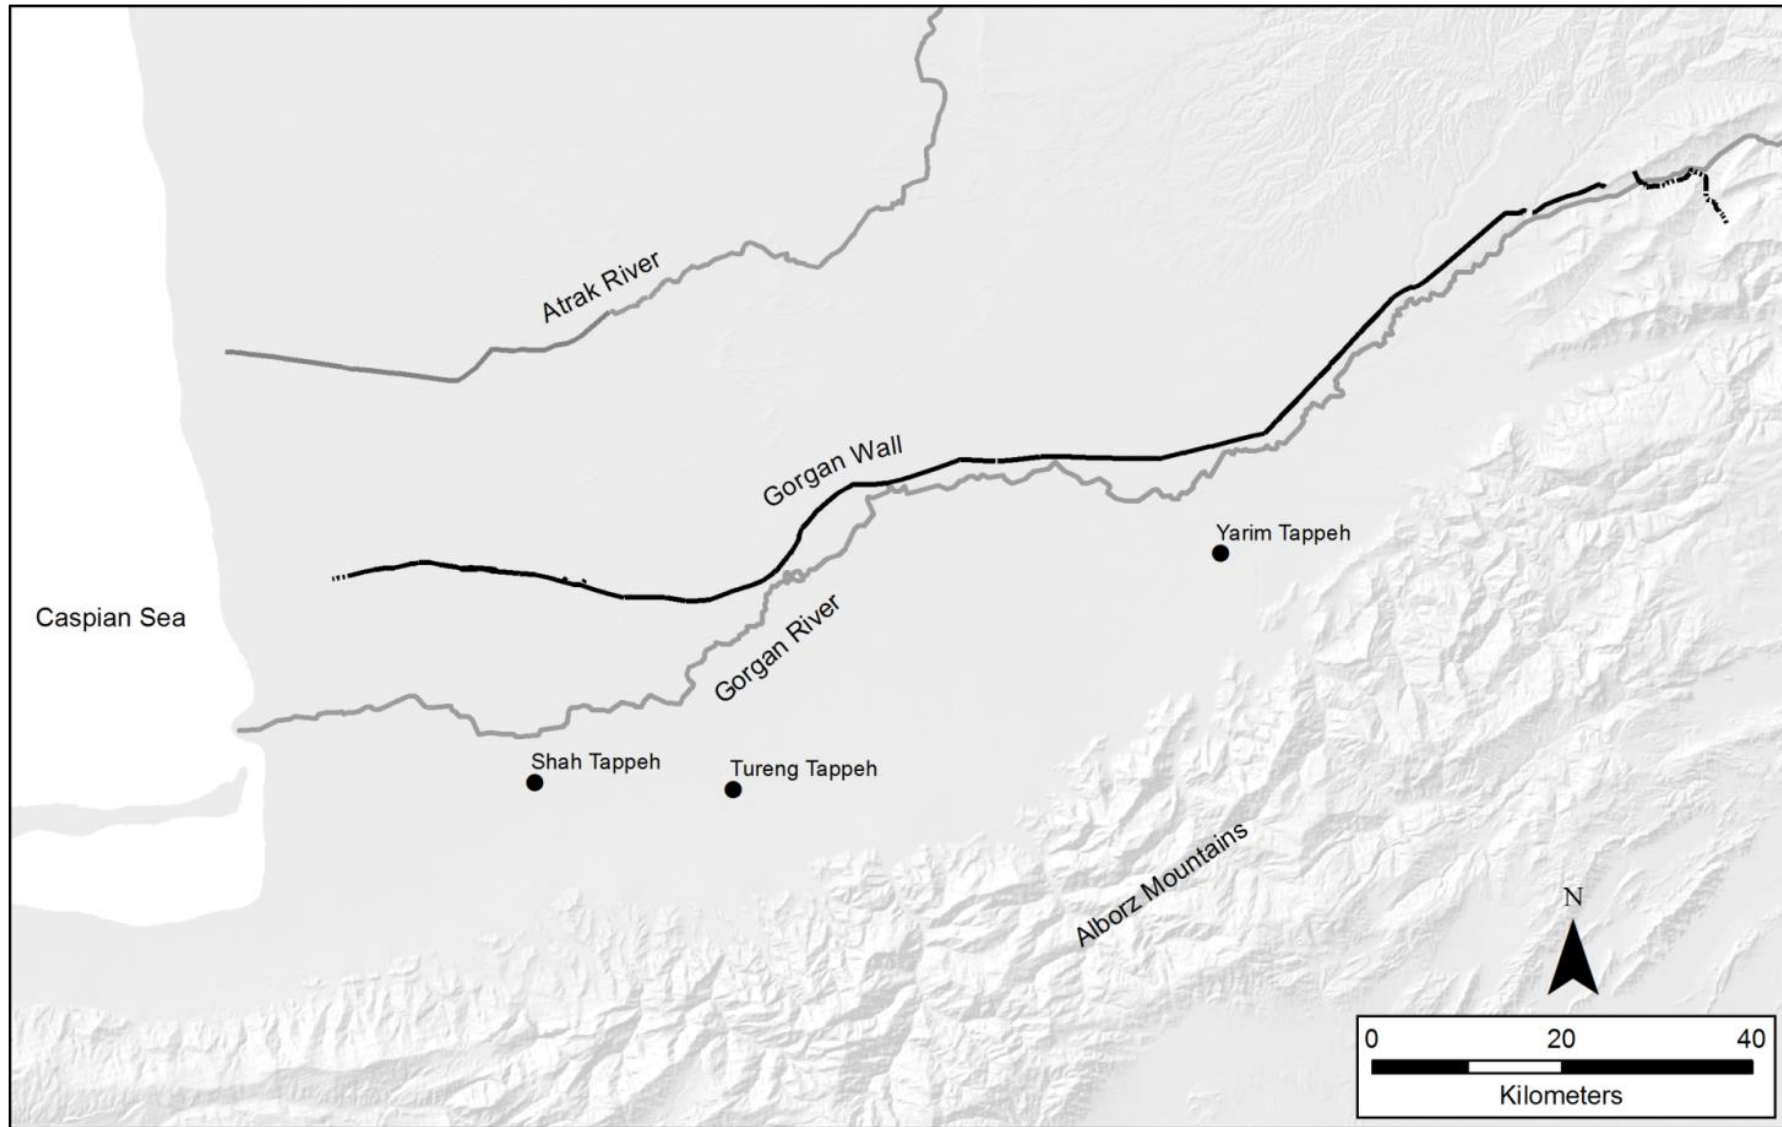 Atrak River
Gorgan Wall
Yarim Tappeh
Caspian Sea
Gorgan River
Shah Tappeh
Tureng Tappeh
Alborz Mountains
N
0 20 40
Kilometers